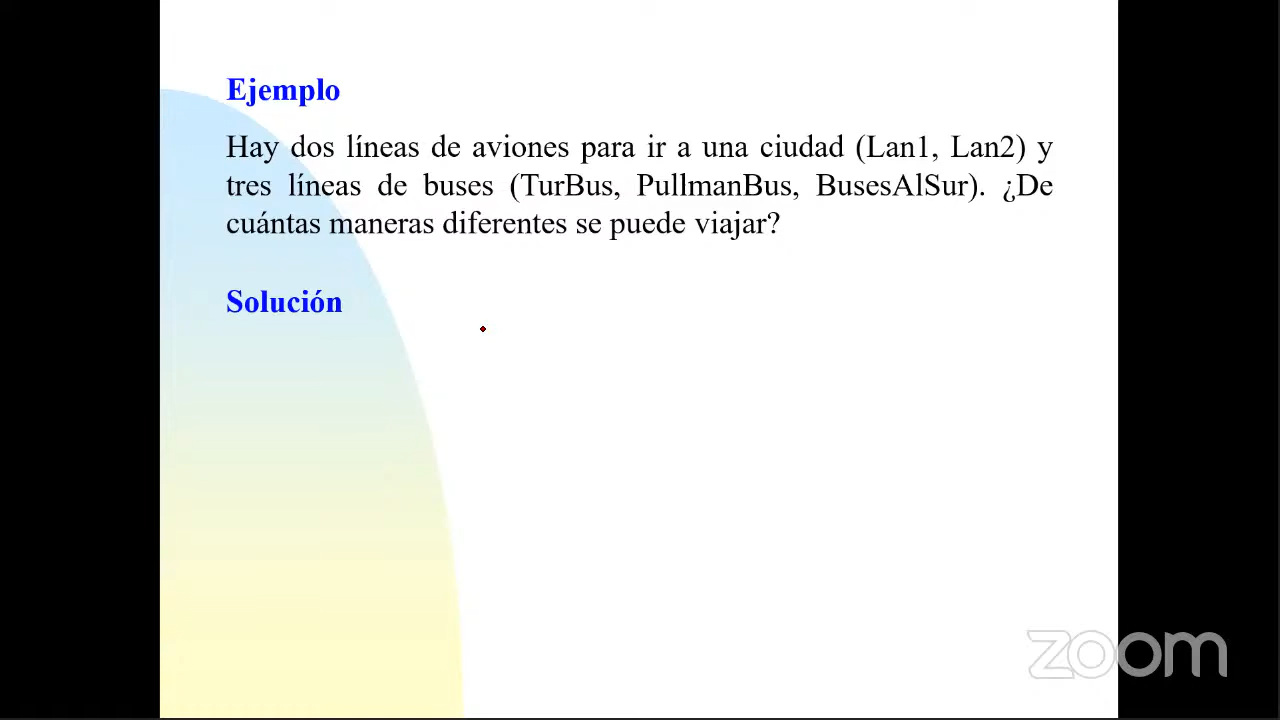 Ejemplo
Hay dos líneas de aviones para ir a una ciudad (Lan1, Lan2) y
tres líneas de buses (TurBus, PullmanBus, BusesAlSur). ¿De
cuántas maneras diferentes se puede viajar?
Solución
zoom